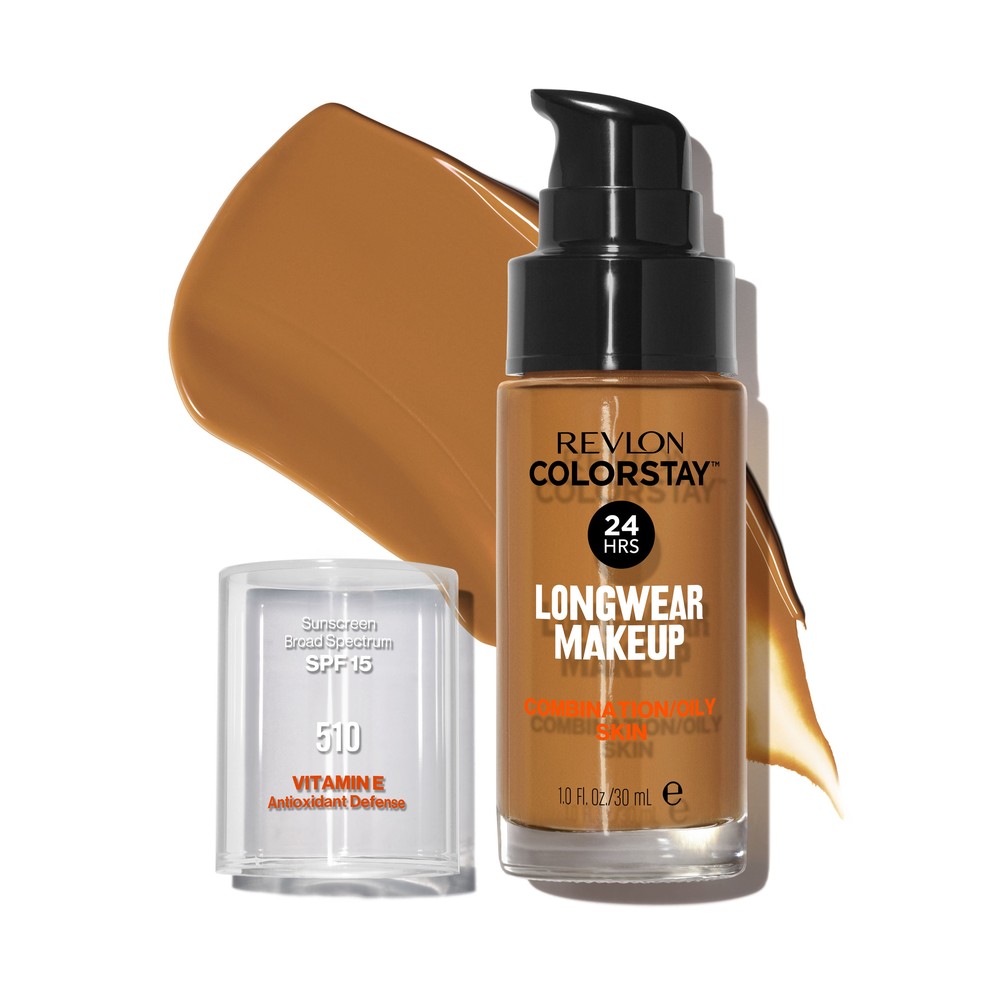 REVLON
COLORSTAY™
24
HRS
LONGWEAR
MAKEUP
COMBINATION/OILY
SKIN
1.0 Fl. Oz./30 mL ℮
Sunscreen
Broad Spectrum
SPF 15
510
VITAMIN E
Antioxidant Defense